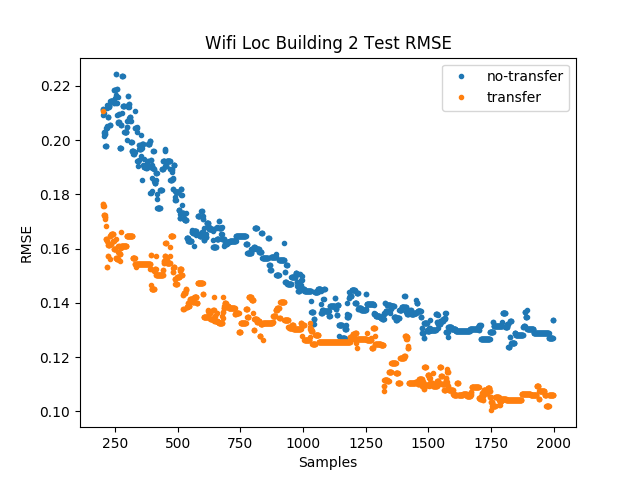 Wifi Loc Building 2 Test RMSE
no-transfer
transfer
RMSE
0.22
0.20
0.18
0.16
0.14
0.12
0.10
250 500 750 1000 1250 1500 1750 2000
Samples